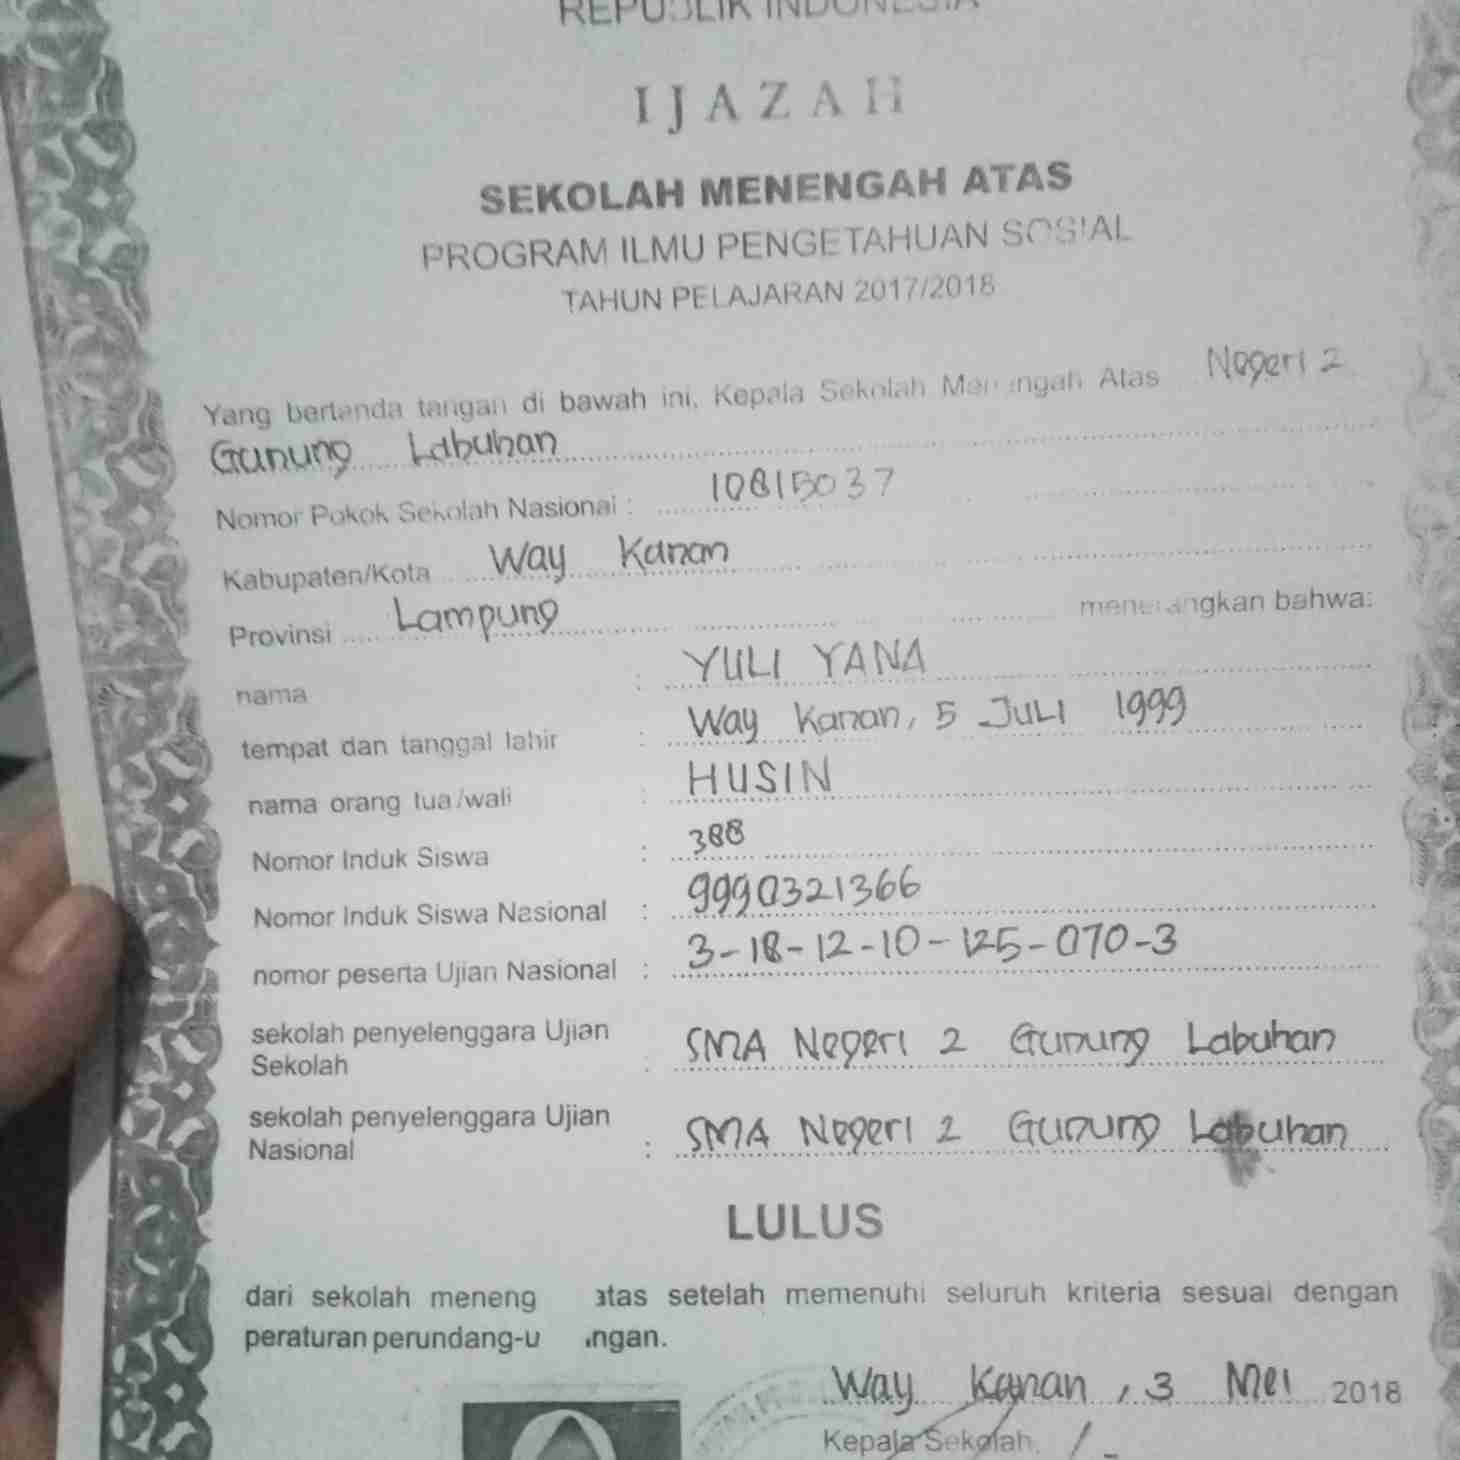 REPUBLIK INDONESIA
IJAZAH
SEKOLAH MENENGAH ATAS
PROGRAM ILMU PENGETAHUAN SOSIAL
TAHUN PELAJARAN 2017/2018
Yang bertanda tangan di bawah ini, Kepala Sekolah Menengah Atas Negeri 2
Gunung Labuhan
Nomor Pokok Sekolah Nasional : 10815037
Kabupaten/Kota Way Kanan
Provinsi Lampung menerangkan bahwa:
nama : YULI YANA
tempat dan tanggal lahir : Way Kanan, 5 JULI 1999
nama orang tua/wali : HUSIN
Nomor Induk Siswa : 388
Nomor Induk Siswa Nasional : 9990321366
nomor peserta Ujian Nasional : 3-18-12-10-125-070-3
sekolah penyelenggara Ujian
Sekolah : SMA Negeri 2 Gunung Labuhan
sekolah penyelenggara Ujian
Nasional : SMA Negeri 2 Gunung Labuhan
LULUS
dari sekolah meneng atas setelah memenuhi seluruh kriteria sesuai dengan
peraturan perundang-u ngan.
Way Kanan, 3 Mei 2018
Kepala Sekolah,